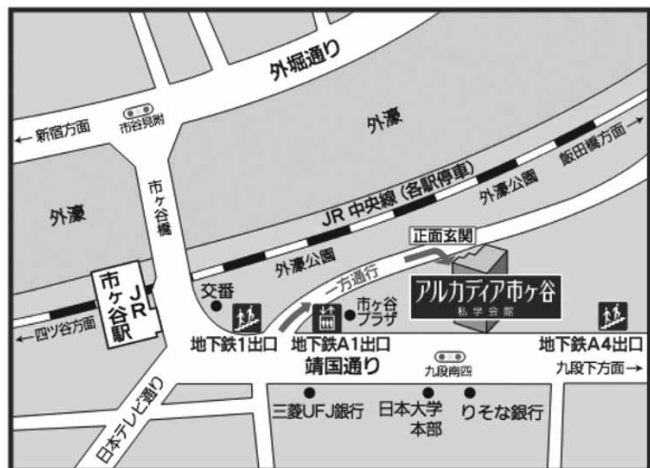 外堀通り
←新宿方面
市谷見附
外濠
飯田橋方面→
市ヶ谷橋
外濠
JR中央線(各駅停車)
外濠公園
正面玄関
外濠公園
一方通行
アルカディア市ヶ谷
私学会館
JR
市ヶ谷駅
交番
市ヶ谷
プラザ
←四ツ谷方面
地下鉄1出口
地下鉄A1出口
地下鉄A4出口
靖国通り
九段南四
九段下方面→
日本テレビ通り
三菱UFJ銀行
日本大学
本部
りそな銀行